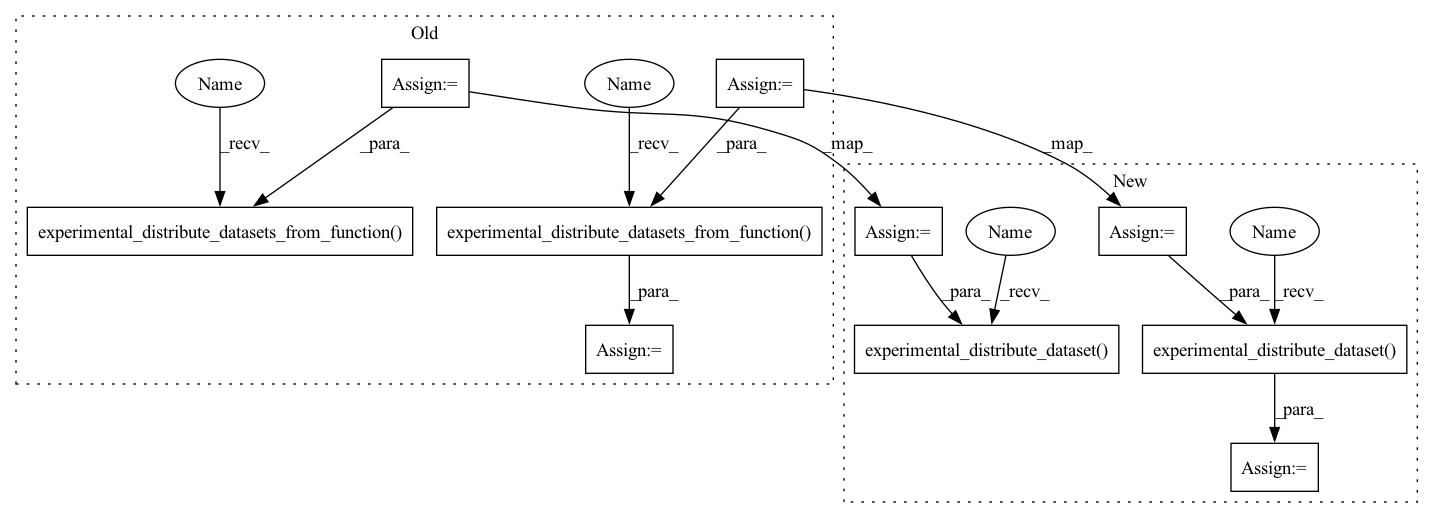 Old
Name
Assign:=
Name
Assign:=
_recv_
_para_
_recv_
_para_
_map_
_map_
New
experimental_distribute_datasets_from_function()
experimental_distribute_datasets_from_function()
Assign:=
Name
Assign:=
Name
_para_
_para_
_recv_
_para_
_recv_
Assign:=
experimental_distribute_dataset()
experimental_distribute_dataset()
_para_
Assign:=